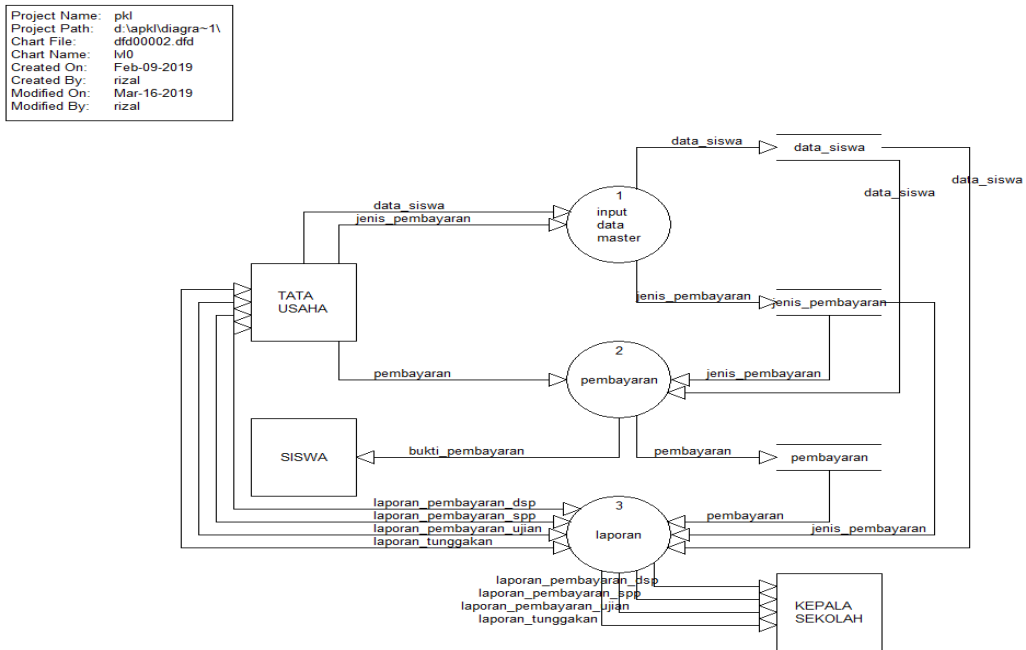 Project Name: pkl
Project Path: d:\apkl\diagra~1\
Chart File: dfd00002.dfd
Chart Name: lvl0
Created On: Feb-09-2019
Created By: rizal
Modified On: Mar-16-2019
Modified By: rizal
data_siswa
data_siswa
data_siswa
data_siswa
data_siswa
jenis_pembayaran
1
input
data
master
TATA
USAHA
jenis_pembayaran
jenis_pembayaran
2
pembayaran
pembayaran
jenis_pembayaran
SISWA
bukti_pembayaran
pembayaran
pembayaran
laporan_pembayaran_dsp
laporan_pembayaran_spp
laporan_pembayaran_ujian
laporan_tunggakan
3
laporan
pembayaran
jenis_pembayaran
laporan_pembayaran_dsp
laporan_pembayaran_spp
laporan_pembayaran_ujian
laporan_tunggakan
KEPALA
SEKOLAH